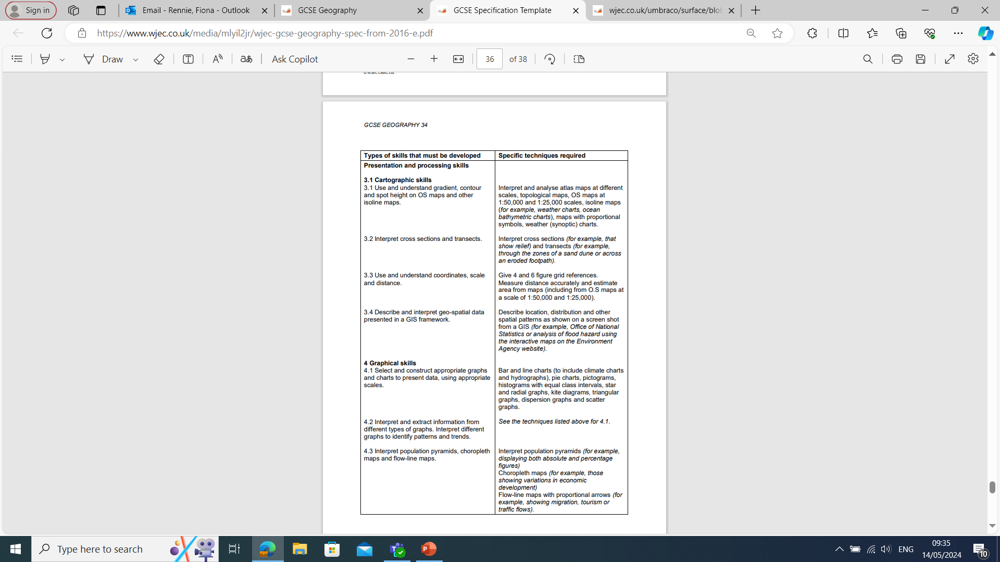 Sign in
Email - Rennie, Fiona - Outlook
GCSE Geography
GCSE Specification Template
wjec.co.uk/umbraco/surface/blob
https://www.wjec.co.uk/media/mlyil2jr/wjec-gcse-geography-spec-from-2016-e.pdf
Draw
Ask Copilot
36 of 38
© WJEC CBAC Ltd.
GCSE GEOGRAPHY 34
Types of skills that must be developed
Specific techniques required
Presentation and processing skills
3.1 Cartographic skills
3.1 Use and understand gradient, contour
and spot height on OS maps and other
isoline maps.
Interpret and analyse atlas maps at different
scales, topological maps, OS maps at
1:50,000 and 1:25,000 scales, isoline maps
(for example, weather charts, ocean
bathymetric charts), maps with proportional
symbols, weather (synoptic) charts.
3.2 Interpret cross sections and transects.
Interpret cross sections (for example, that
show relief) and transects (for example,
through the zones of a sand dune or across
an eroded footpath).
3.3 Use and understand coordinates, scale
and distance.
Give 4 and 6 figure grid references.
Measure distance accurately and estimate
area from maps (including from O.S maps at
a scale of 1:50,000 and 1:25,000).
3.4 Describe and interpret geo-spatial data
presented in a GIS framework.
Describe location, distribution and other
spatial patterns as shown on a screen shot
from a GIS (for example, Office of National
Statistics or analysis of flood hazard using
the interactive maps on the Environment
Agency website).
4 Graphical skills
4.1 Select and construct appropriate graphs
and charts to present data, using appropriate
scales.
Bar and line charts (to include climate charts
and hydrographs), pie charts, pictograms,
histograms with equal class intervals, star
and radial graphs, kite diagrams, triangular
graphs, dispersion graphs and scatter
graphs.
4.2 Interpret and extract information from
different types of graphs. Interpret different
graphs to identify patterns and trends.
See the techniques listed above for 4.1.
4.3 Interpret population pyramids, choropleth
maps and flow-line maps.
Interpret population pyramids (for example,
displaying both absolute and percentage
figures)
Choropleth maps (for example, those
showing variations in economic
development)
Flow-line maps with proportional arrows (for
example, showing migration, tourism or
traffic flows).
Type here to search
ENG
09:35
14/05/2024
10